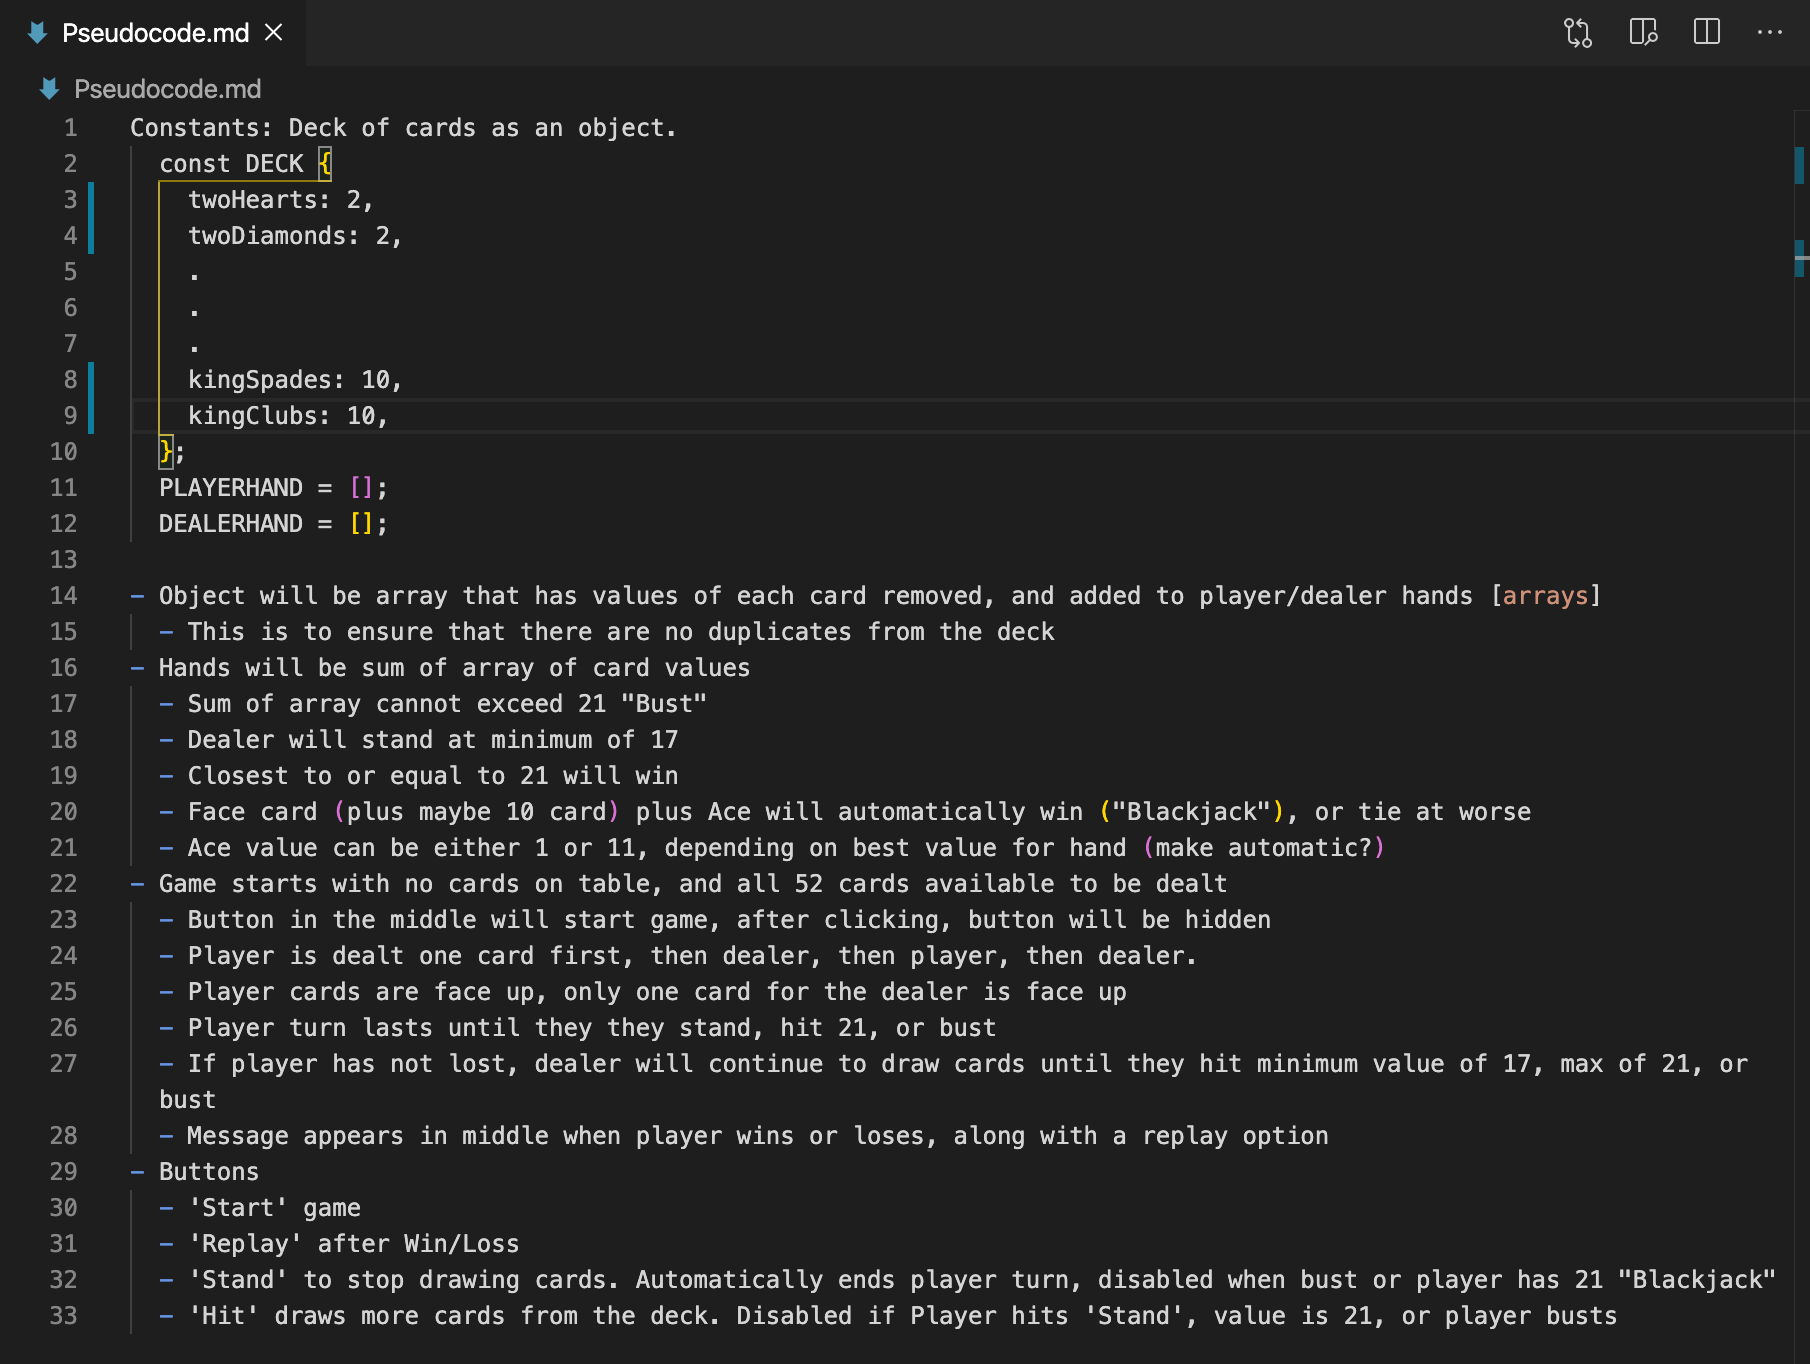 Pseudocode.md
Pseudocode.md
1 Constants: Deck of cards as an object.
2 const DECK {
3 twoHearts: 2,
4 twoDiamonds: 2,
5 .
6 .
7 .
8 kingSpades: 10,
9 kingClubs: 10,
10 };
11 PLAYERHAND = [];
12 DEALERHAND = [];
13
14 - Object will be array that has values of each card removed, and added to player/dealer hands [arrays]
15 - This is to ensure that there are no duplicates from the deck
16 - Hands will be sum of array of card values
17 - Sum of array cannot exceed 21 "Bust"
18 - Dealer will stand at minimum of 17
19 - Closest to or equal to 21 will win
20 - Face card (plus maybe 10 card) plus Ace will automatically win ("Blackjack"), or tie at worse
21 - Ace value can be either 1 or 11, depending on best value for hand (make automatic?)
22 - Game starts with no cards on table, and all 52 cards available to be dealt
23 - Button in the middle will start game, after clicking, button will be hidden
24 - Player is dealt one card first, then dealer, then player, then dealer.
25 - Player cards are face up, only one card for the dealer is face up
26 - Player turn lasts until they they stand, hit 21, or bust
27 - If player has not lost, dealer will continue to draw cards until they hit minimum value of 17, max of 21, or
bust
28 - Message appears in middle when player wins or loses, along with a replay option
29 - Buttons
30 - 'Start' game
31 - 'Replay' after Win/Loss
32 - 'Stand' to stop drawing cards. Automatically ends player turn, disabled when bust or player has 21 "Blackjack"
33 - 'Hit' draws more cards from the deck. Disabled if Player hits 'Stand', value is 21, or player busts